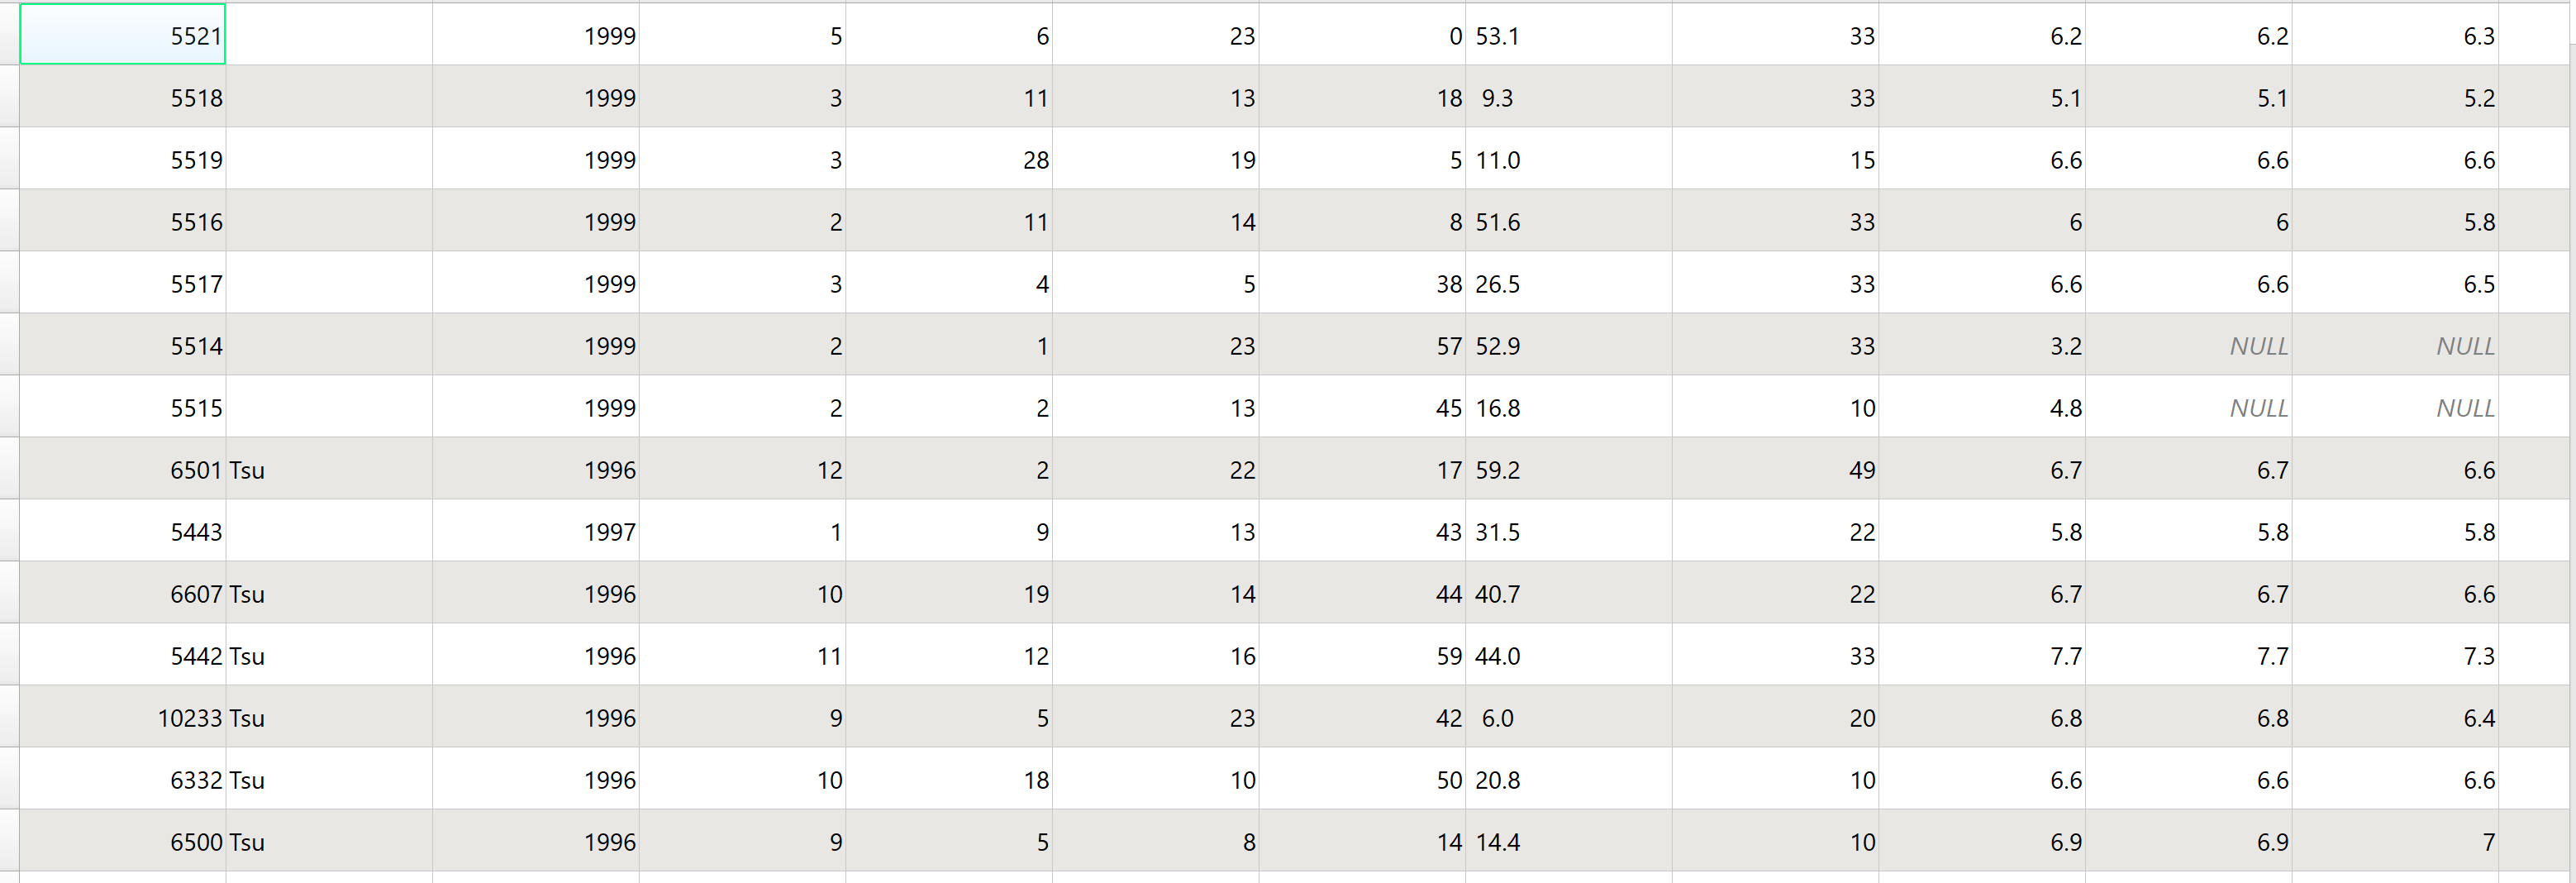 5521 1999 5 6 23 0 53.1 33 6.2 6.2 6.3
5518 1999 3 11 13 18 9.3 33 5.1 5.1 5.2
5519 1999 3 28 19 5 11.0 15 6.6 6.6 6.6
5516 1999 2 11 14 8 51.6 33 6 6 5.8
5517 1999 3 4 5 38 26.5 33 6.6 6.6 6.5
5514 1999 2 1 23 57 52.9 33 3.2 NULL NULL
5515 1999 2 2 13 45 16.8 10 4.8 NULL NULL
6501 Tsu 1996 12 2 22 17 59.2 49 6.7 6.7 6.6
5443 1997 1 9 13 43 31.5 22 5.8 5.8 5.8
6607 Tsu 1996 10 19 14 44 40.7 22 6.7 6.7 6.6
5442 Tsu 1996 11 12 16 59 44.0 33 7.7 7.7 7.3
10233 Tsu 1996 9 5 23 42 6.0 20 6.8 6.8 6.4
6332 Tsu 1996 10 18 10 50 20.8 10 6.6 6.6 6.6
6500 Tsu 1996 9 5 8 14 14.4 10 6.9 6.9 7